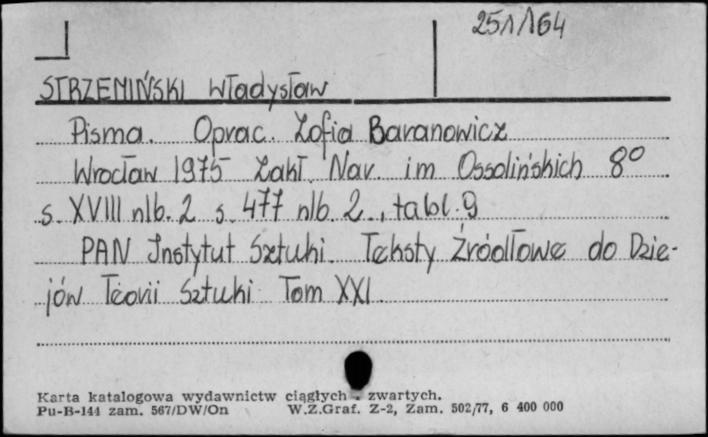 251/164
STRZEMIŃSKI Władysław
Pisma. Oprac. Zofia Baranowicz
Wrocław 1975 Zakł. Nar. im Ossolińskich 8°
s. XVIII nlb. 2 s. 477 nlb. 2., tabl. 9
PAN Instytut Sztuki. Teksty Źródłowe do Dzie-
jów Teorii Sztuki Tom XXI.
Karta katalogowa wydawnictw ciągłych - zwartych.
Pu-B-144 zam. 567/DW/On W.Z.Graf. Z-2, Zam. 502/77, 6 400 000